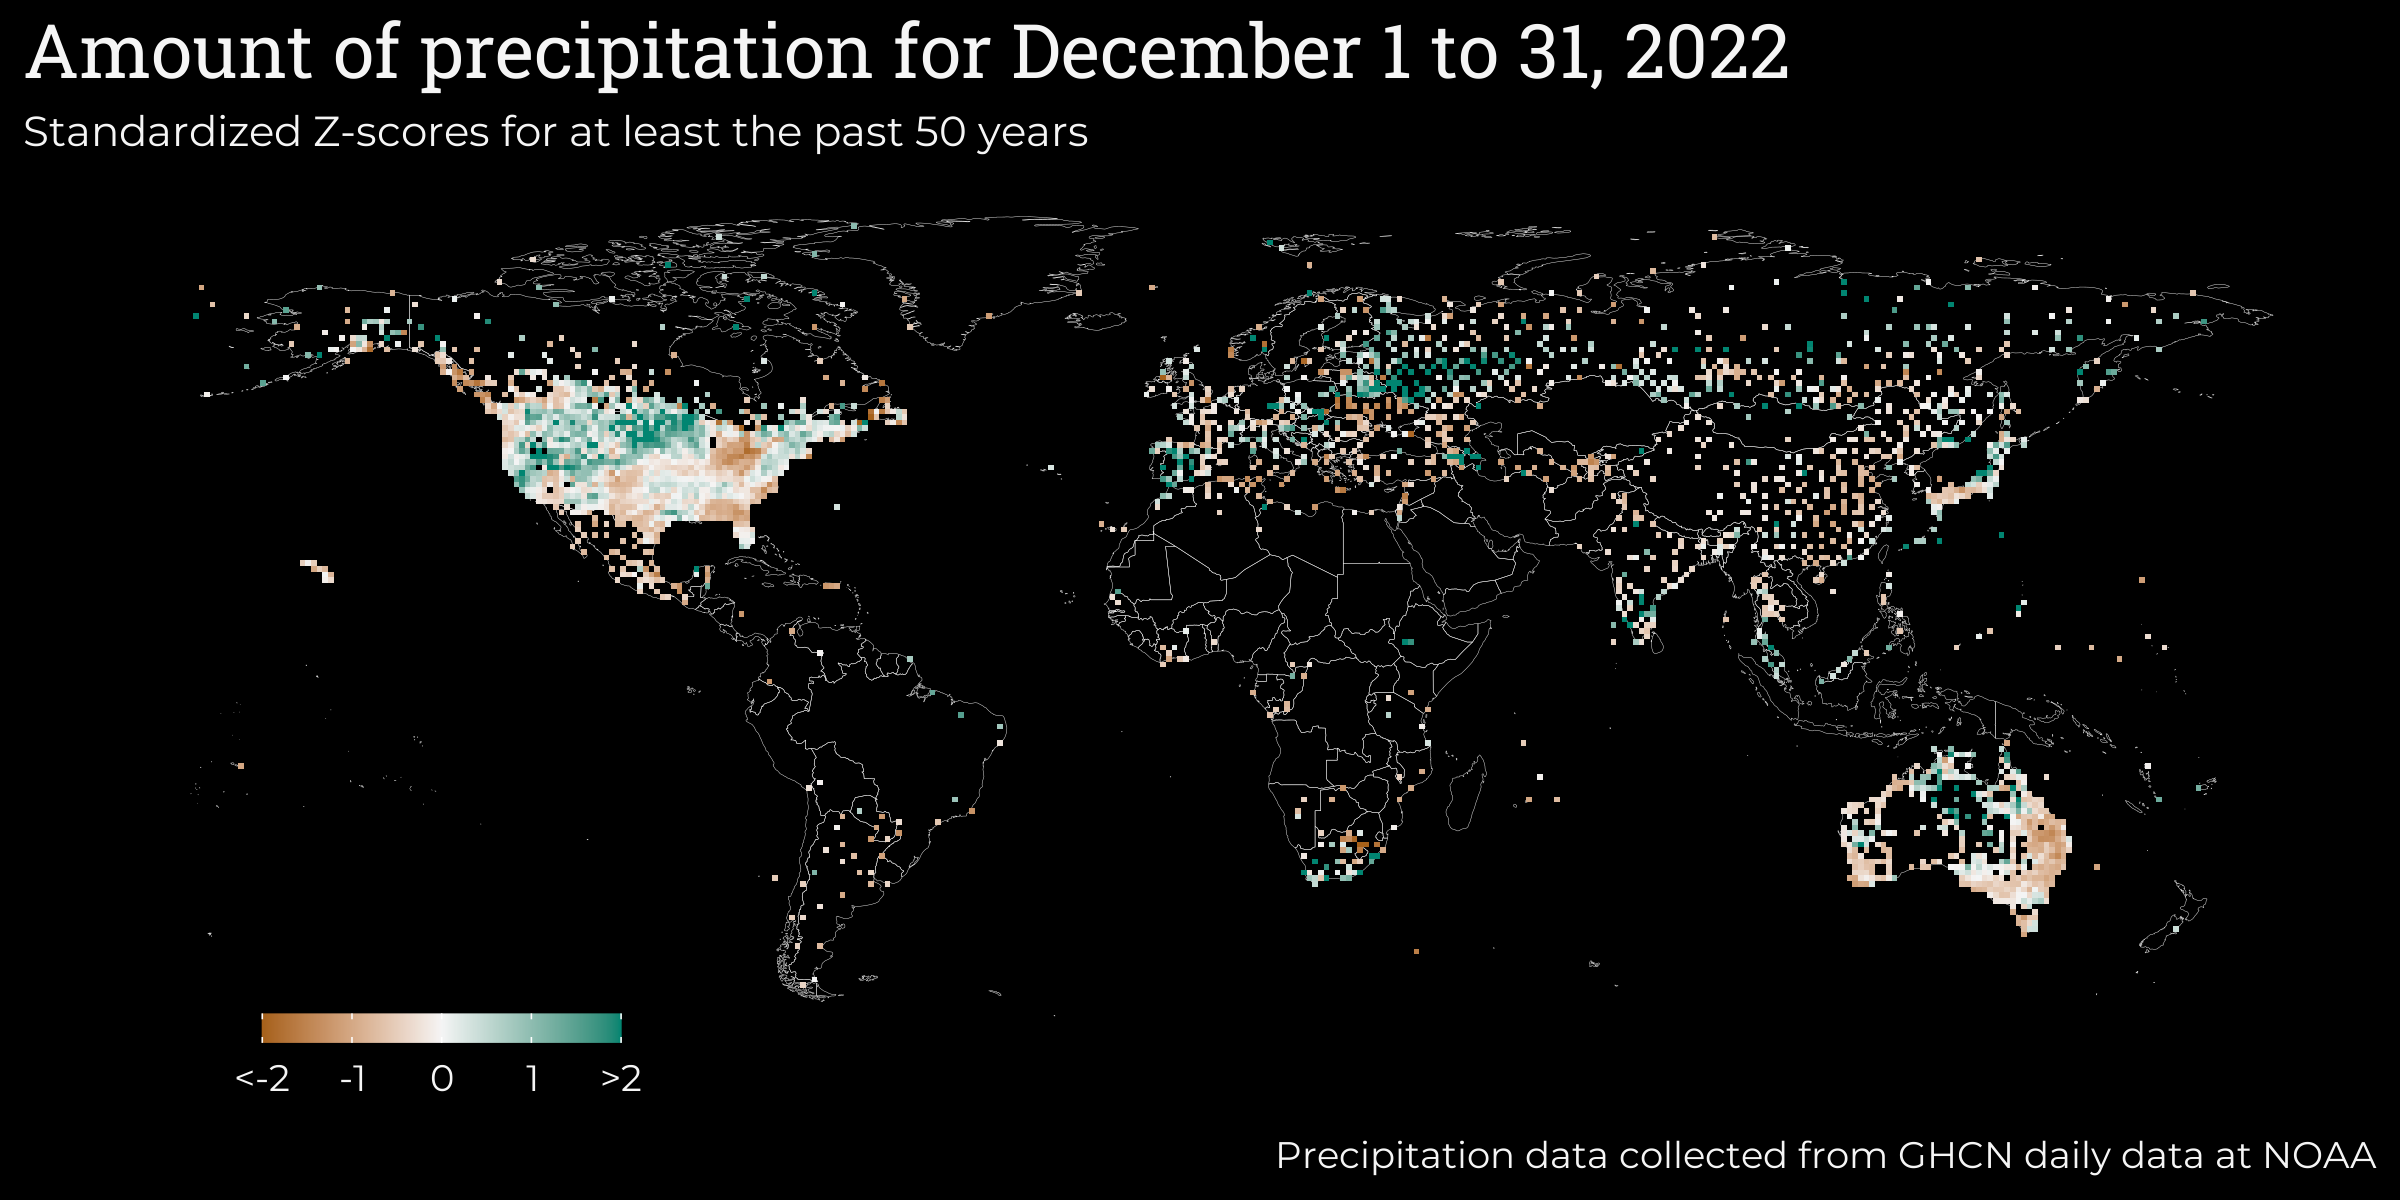 Amount of precipitation for December 1 to 31, 2022
Standardized Z-scores for at least the past 50 years
<-2 -1 0 1 >2
Precipitation data collected from GHCN daily data at NOAA